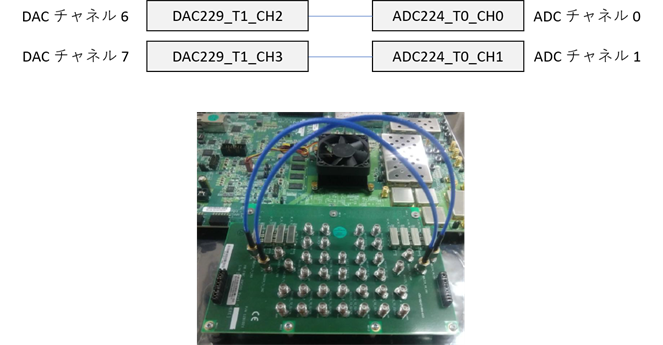 DAC チャネル 6 DAC229_T1_CH2 ADC224_T0_CH0 ADC チャネル 0
DAC チャネル 7 DAC229_T1_CH3 ADC224_T0_CH1 ADC チャネル 1
CE